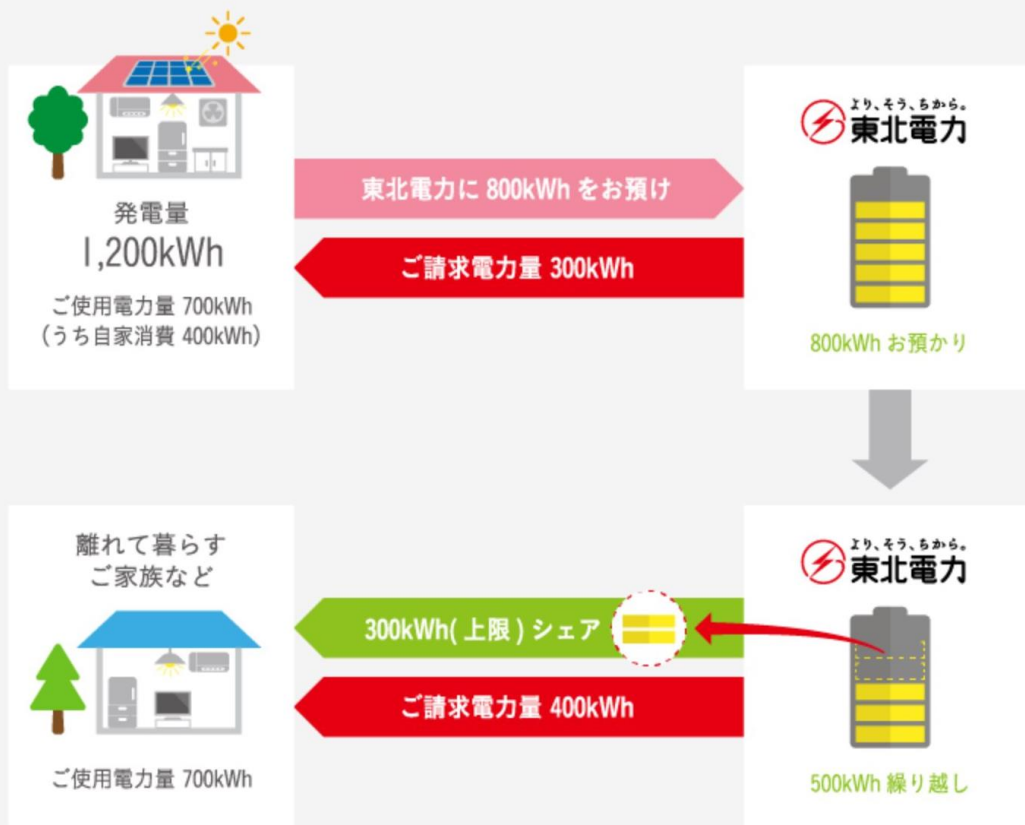 発電量
1,200kWh
ご使用電力量 700kWh
(うち自家消費 400kWh)
東北電力に 800kWh をお預け
ご請求電力量 300kWh
より、そう、ちから。
東北電力
800kWh お預かり
離れて暮らす
ご家族など
ご使用電力量 700kWh
300kWh( 上限 ) シェア
ご請求電力量 400kWh
より、そう、ちから。
東北電力
500kWh 繰り越し